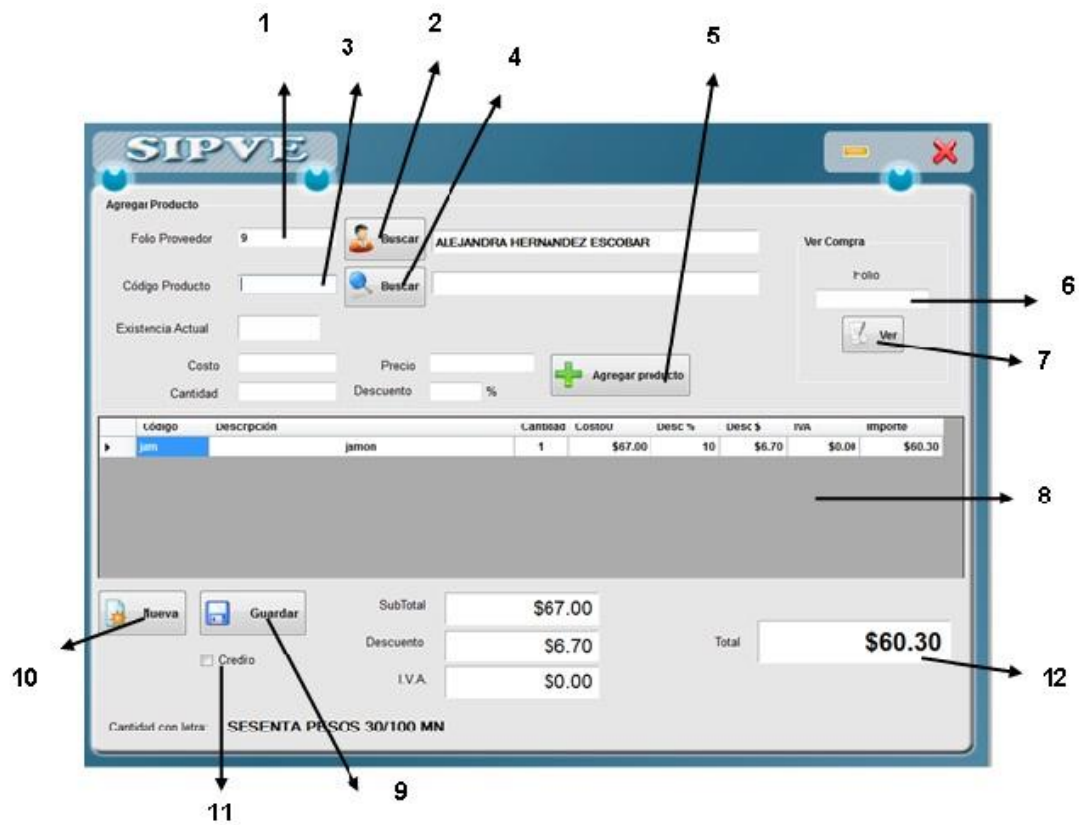 1 2
3 4 5
SIPVE
Agregar Producto
Folio Proveedor 9 Buscar ALEJANDRA HERNANDEZ ESCOBAR Ver Compra
Código Producto Buscar Folio
6
Existencia Actual Ver
7
Costo Precio Agregar producto
Cantidad Descuento %
Código Descripción Cantidad CostoU Desc % Desc $ IVA Importe
jam jamon 1 $67.00 10 $6.70 $0.00 $60.30
8
Nueva Guardar SubTotal $67.00
Descuento $6.70 Total $60.30
Credio
10 I.V.A. $0.00 12
Cantidad con letra: SESENTA PESOS 30/100 MN
11 9